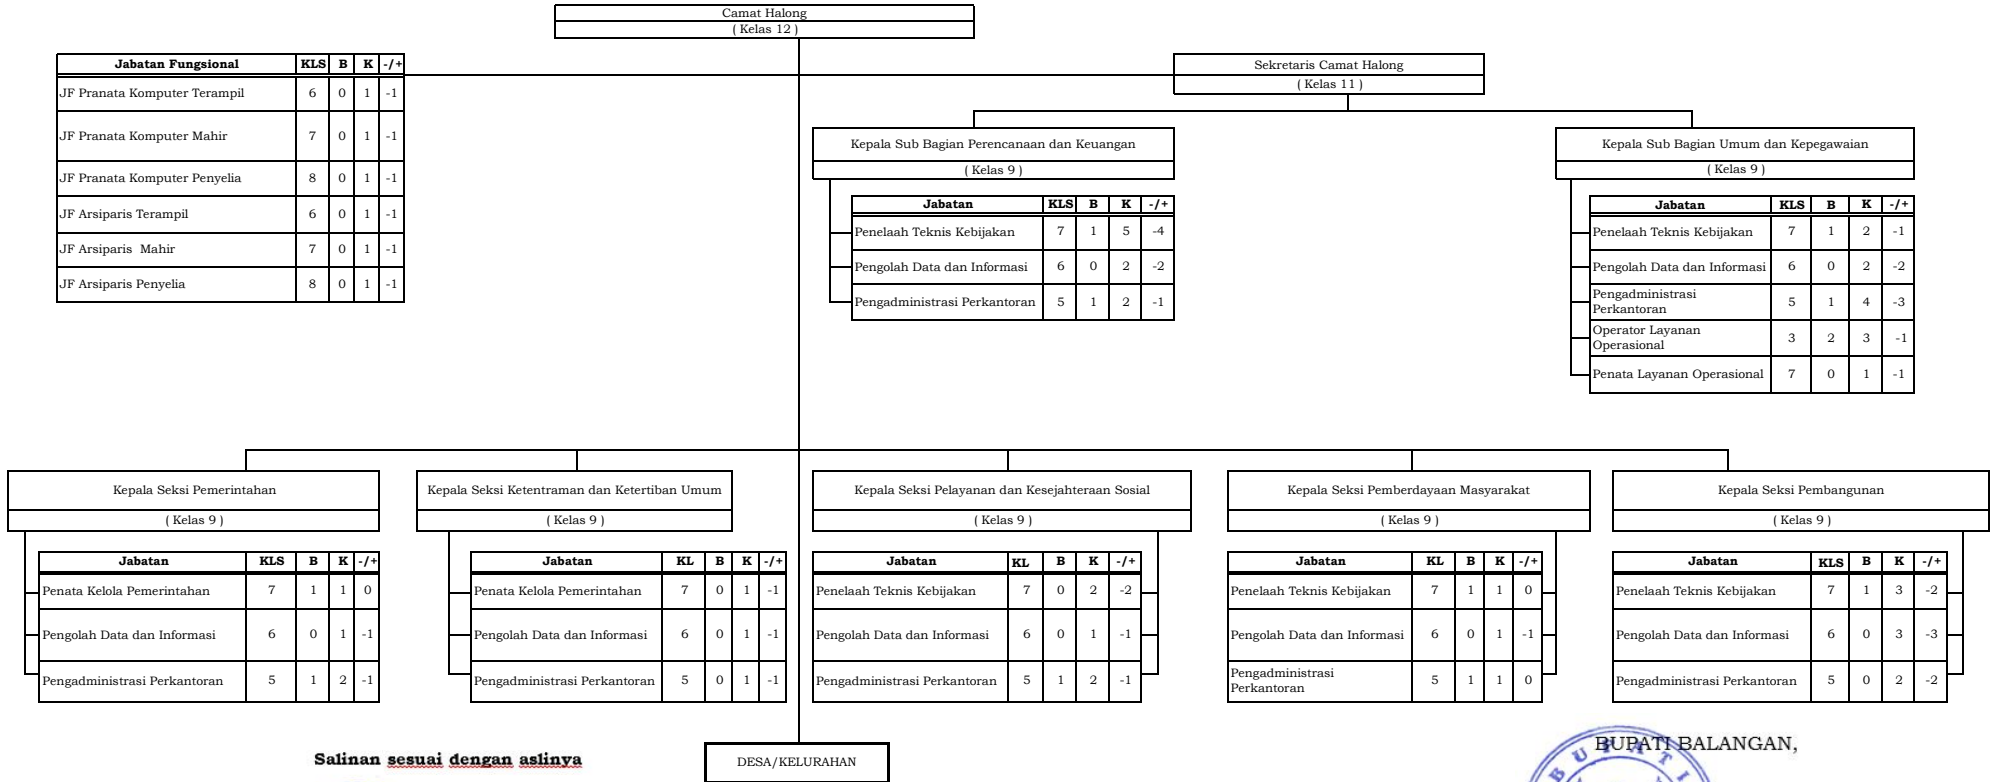 Camat Halong
( Kelas 12 )
Jabatan Fungsional KLS B K -/+
JF Pranata Komputer Terampil 6 0 1 -1
JF Pranata Komputer Mahir 7 0 1 -1
JF Pranata Komputer Penyelia 8 0 1 -1
JF Arsiparis Terampil 6 0 1 -1
JF Arsiparis Mahir 7 0 1 -1
JF Arsiparis Penyelia 8 0 1 -1
Sekretaris Camat Halong
( Kelas 11 )
Kepala Sub Bagian Perencanaan dan Keuangan
( Kelas 9 )
Jabatan KLS B K -/+
Penelaah Teknis Kebijakan 7 1 5 -4
Pengolah Data dan Informasi 6 0 2 -2
Pengadministrasi Perkantoran 5 1 2 -1
Kepala Sub Bagian Umum dan Kepegawaian
( Kelas 9 )
Jabatan KLS B K -/+
Penelaah Teknis Kebijakan 7 1 2 -1
Pengolah Data dan Informasi 6 0 2 -2
Pengadministrasi
Perkantoran 5 1 4 -3
Operator Layanan
Operasional 3 2 3 -1
Penata Layanan Operasional 7 0 1 -1
Kepala Seksi Pemerintahan
( Kelas 9 )
Jabatan KLS B K -/+
Penata Kelola Pemerintahan 7 1 1 0
Pengolah Data dan Informasi 6 0 1 -1
Pengadministrasi Perkantoran 5 1 2 -1
Kepala Seksi Ketentraman dan Ketertiban Umum
( Kelas 9 )
Jabatan KL B K -/+
Penata Kelola Pemerintahan 7 0 1 -1
Pengolah Data dan Informasi 6 0 1 -1
Pengadministrasi Perkantoran 5 0 1 -1
Kepala Seksi Pelayanan dan Kesejahteraan Sosial
( Kelas 9 )
Jabatan KL B K -/+
Penelaah Teknis Kebijakan 7 0 2 -2
Pengolah Data dan Informasi 6 0 1 -1
Pengadministrasi Perkantoran 5 1 2 -1
Kepala Seksi Pemberdayaan Masyarakat
( Kelas 9 )
Jabatan KL B K -/+
Penelaah Teknis Kebijakan 7 1 1 0
Pengolah Data dan Informasi 6 0 1 -1
Pengadministrasi
Perkantoran 5 1 1 0
Kepala Seksi Pembangunan
( Kelas 9 )
Jabatan KLS B K -/+
Penelaah Teknis Kebijakan 7 1 3 -2
Pengolah Data dan Informasi 6 0 3 -3
Pengadministrasi Perkantoran 5 0 2 -2
Salinan sesuai dengan aslinya
DESA/KELURAHAN
BUPATI BALANGAN,
BUPATI